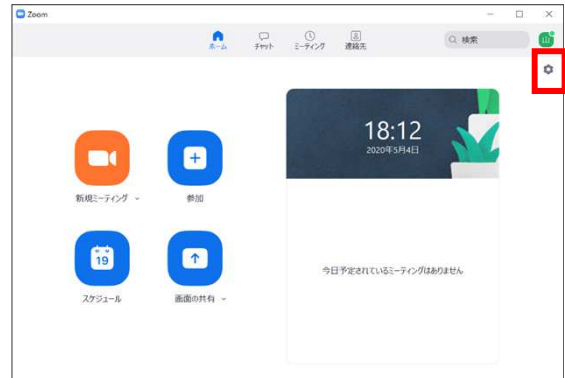 Zoom
ホーム チャット ミーティング 連絡先 検索 山
18:12
2020年5月4日
新規ミーティング 参加
今日予定されているミーティングはありません
19
スケジュール 画面の共有